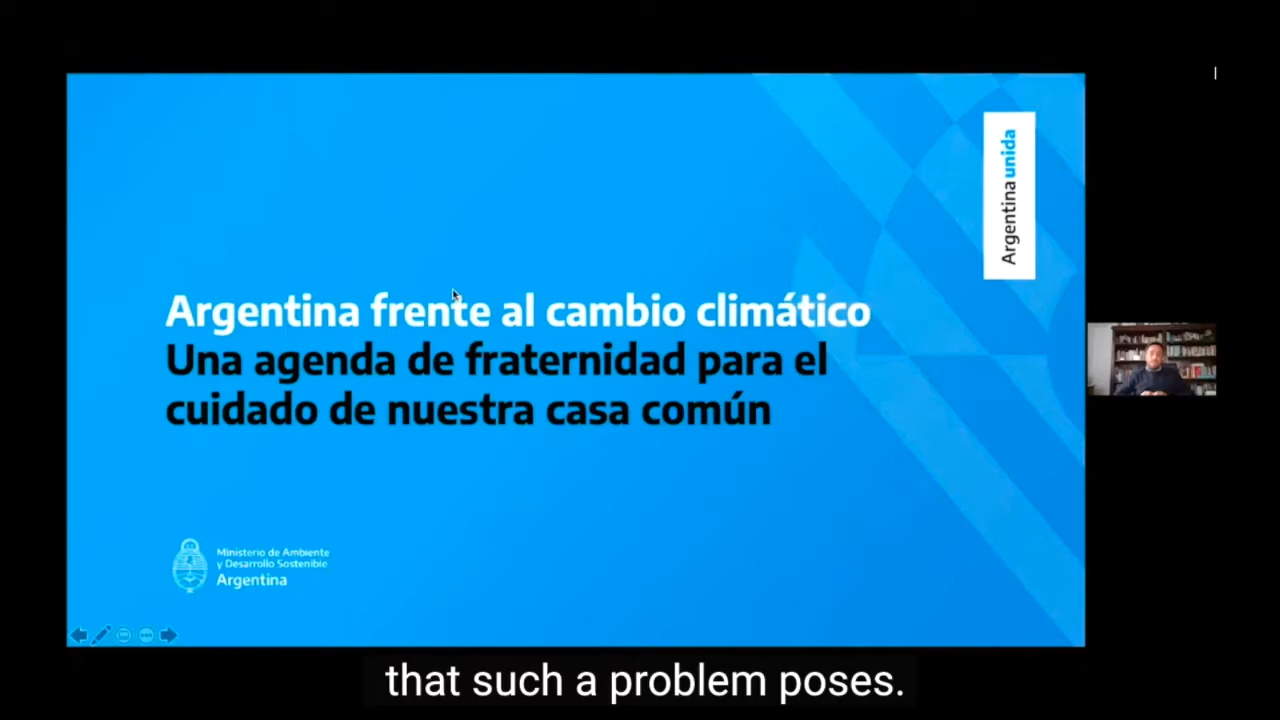 Argentina unida
Argentina frente al cambio climático
Una agenda de fraternidad para el
cuidado de nuestra casa común
Ministerio de Ambiente
y Desarrollo Sostenible
Argentina
that such a problem poses.